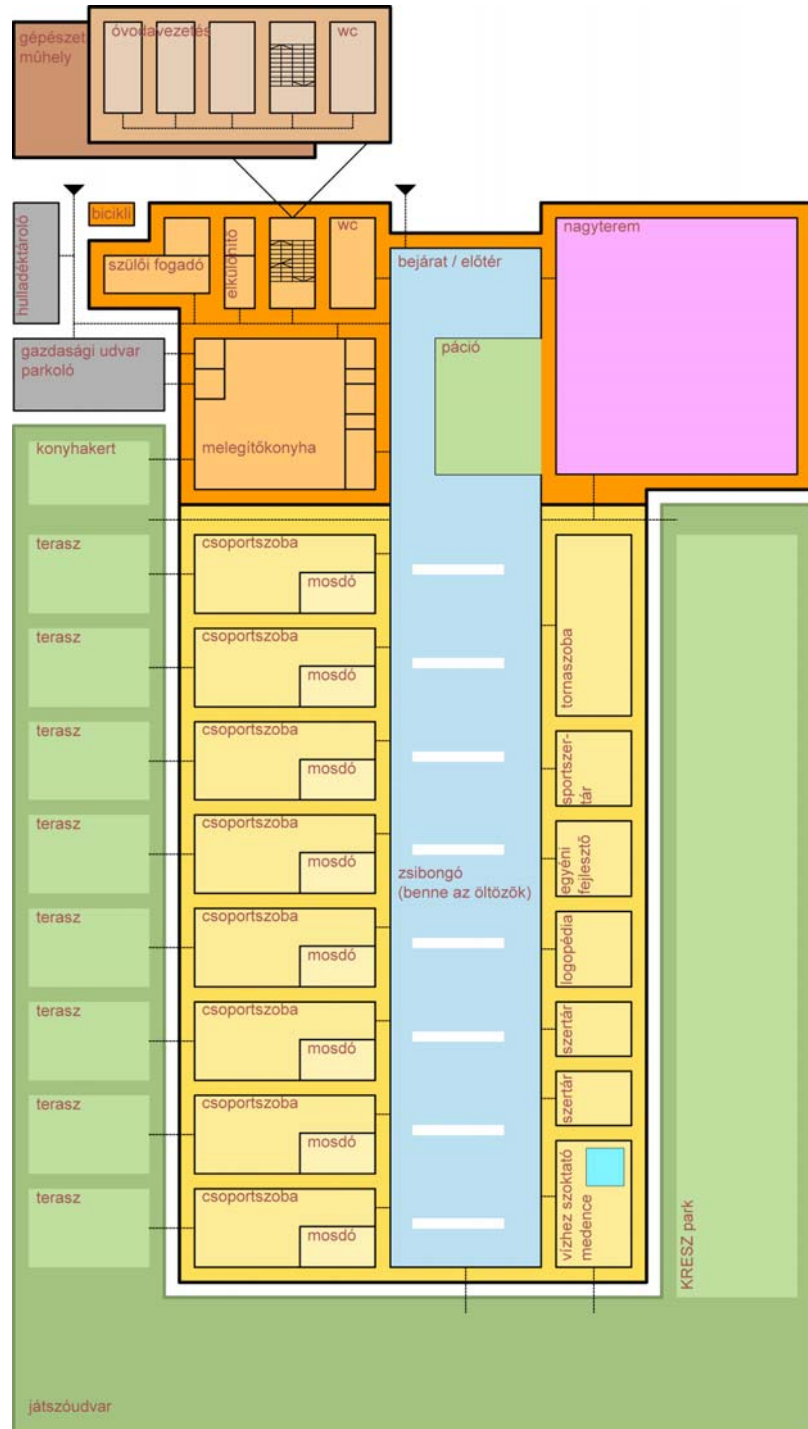 gépészet
műhely
óvodavezetés
wc
hulladéktároló
bicikli
szülői fogadó
elkülönítő
wc
bejárat / előtér
nagyterem
gazdasági udvar
parkoló
melegítőkonyha
páció
konyhakert
terasz
csoportszoba
mosdó
tornaszoba
terasz
csoportszoba
mosdó
terasz
csoportszoba
mosdó
sportszer-
tár
terasz
csoportszoba
mosdó
zsibongó
(benne az öltözők)
egyéni
fejlesztő
terasz
csoportszoba
mosdó
logopédia
terasz
csoportszoba
mosdó
szertár
terasz
csoportszoba
mosdó
szertár
terasz
csoportszoba
mosdó
vízhez szoktató
medence
KRESZ park
játszóudvar